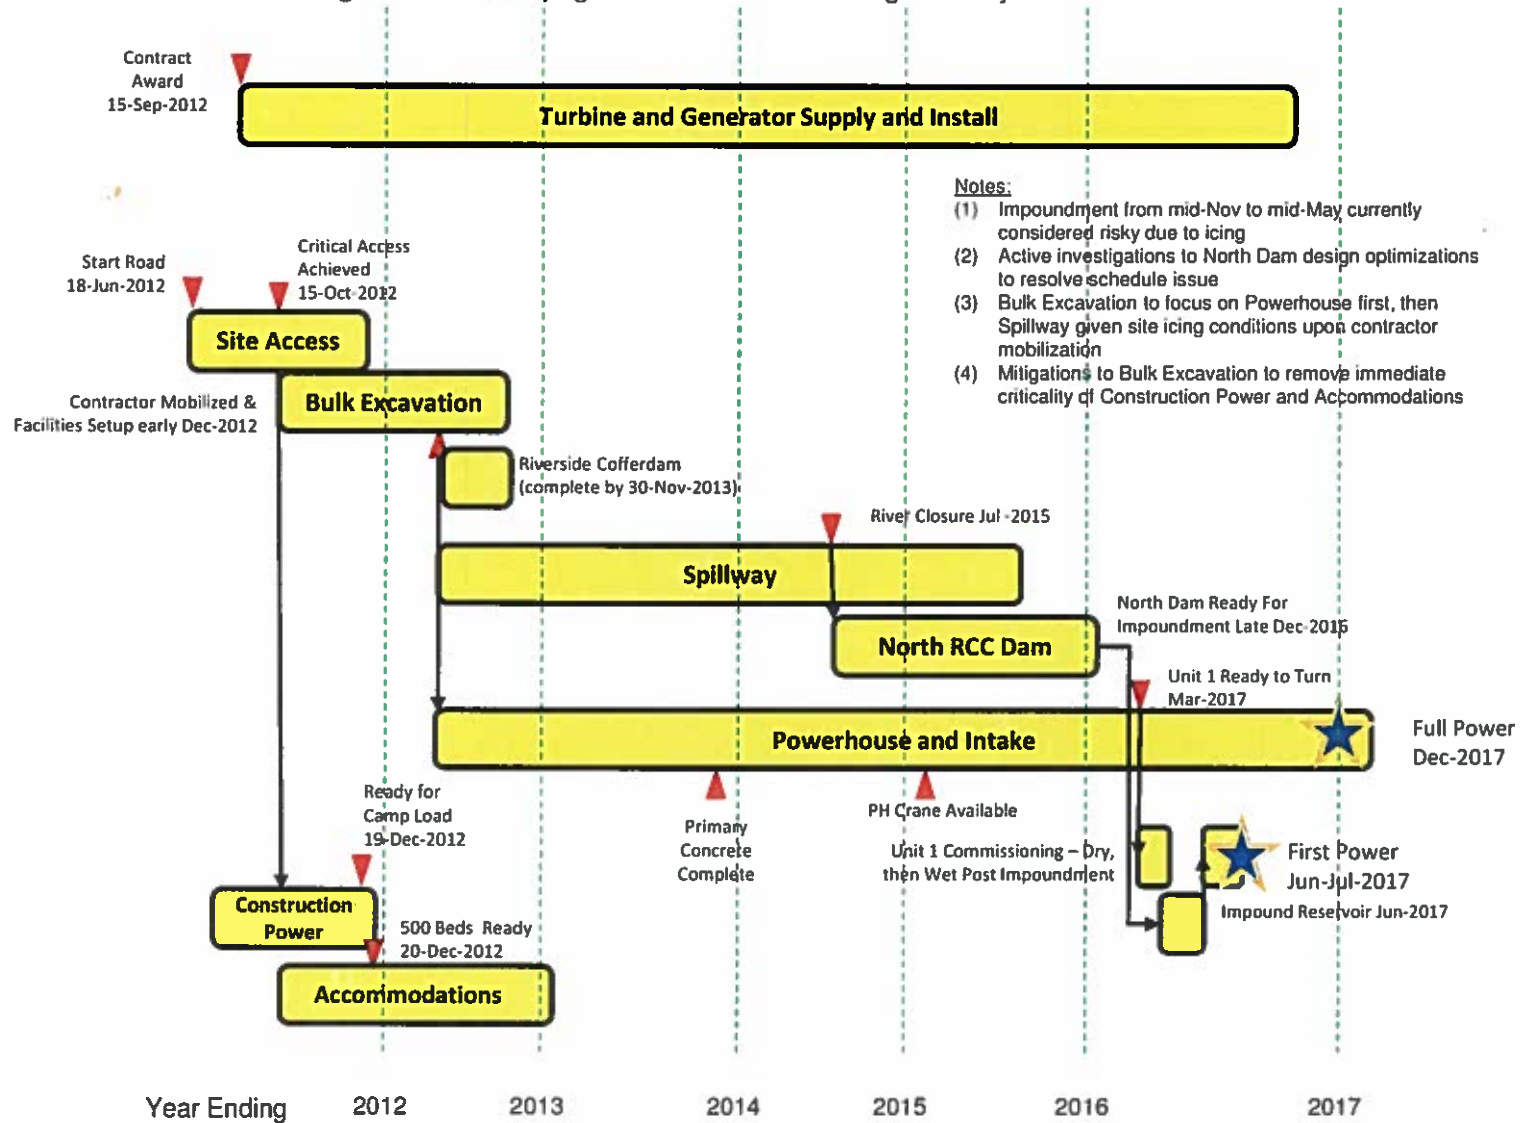 Contract
Award
15-Sep-2012
Turbine and Generator Supply and Install
Notes:
(1) Impoundment from mid-Nov to mid-May currently
considered risky due to icing
(2) Active investigations to North Dam design optimizations
to resolve schedule issue
(3) Bulk Excavation to focus on Powerhouse first, then
Spillway given site icing conditions upon contractor
mobilization
(4) Mitigations to Bulk Excavation to remove immediate
criticality of Construction Power and Accommodations
Start Road
18-Jun-2012
Critical Access
Achieved
15-Oct-2012
Site Access
Contractor Mobilized &
Facilities Setup early Dec-2012
Bulk Excavation
Riverside Cofferdam
(complete by 30-Nov-2013)
River Closure Jul -2015
Spillway
North Dam Ready For
Impoundment Late Dec-2016
North RCC Dam
Unit 1 Ready to Turn
Mar-2017
Powerhouse and Intake
Full Power
Dec-2017
Ready for
Camp Load
19-Dec-2012
Primary
Concrete
Complete
PH Crane Available
Unit 1 Commissioning – Dry,
then Wet Post Impoundment
First Power
Jun-Jul-2017
Impound Reservoir Jun-2017
Construction
Power
500 Beds Ready
20-Dec-2012
Accommodations
Year Ending 2012 2013 2014 2015 2016 2017